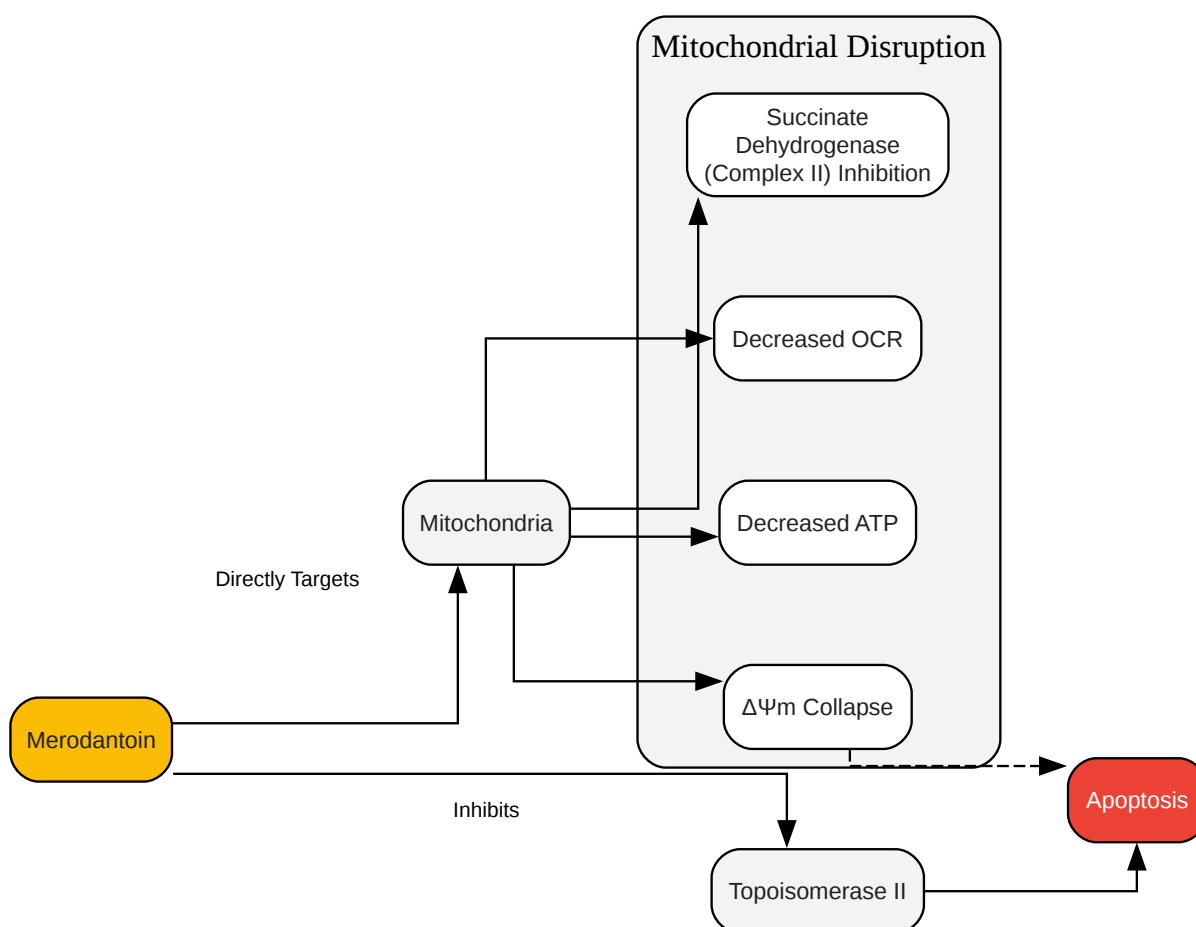 Mitochondrial Disruption
Succinate
Dehydrogenase
(Complex II) Inhibition
Decreased OCR
Mitochondria
Decreased ATP
Directly Targets
ΔΨm Collapse
Merodantoin
Apoptosis
Inhibits
Topoisomerase II